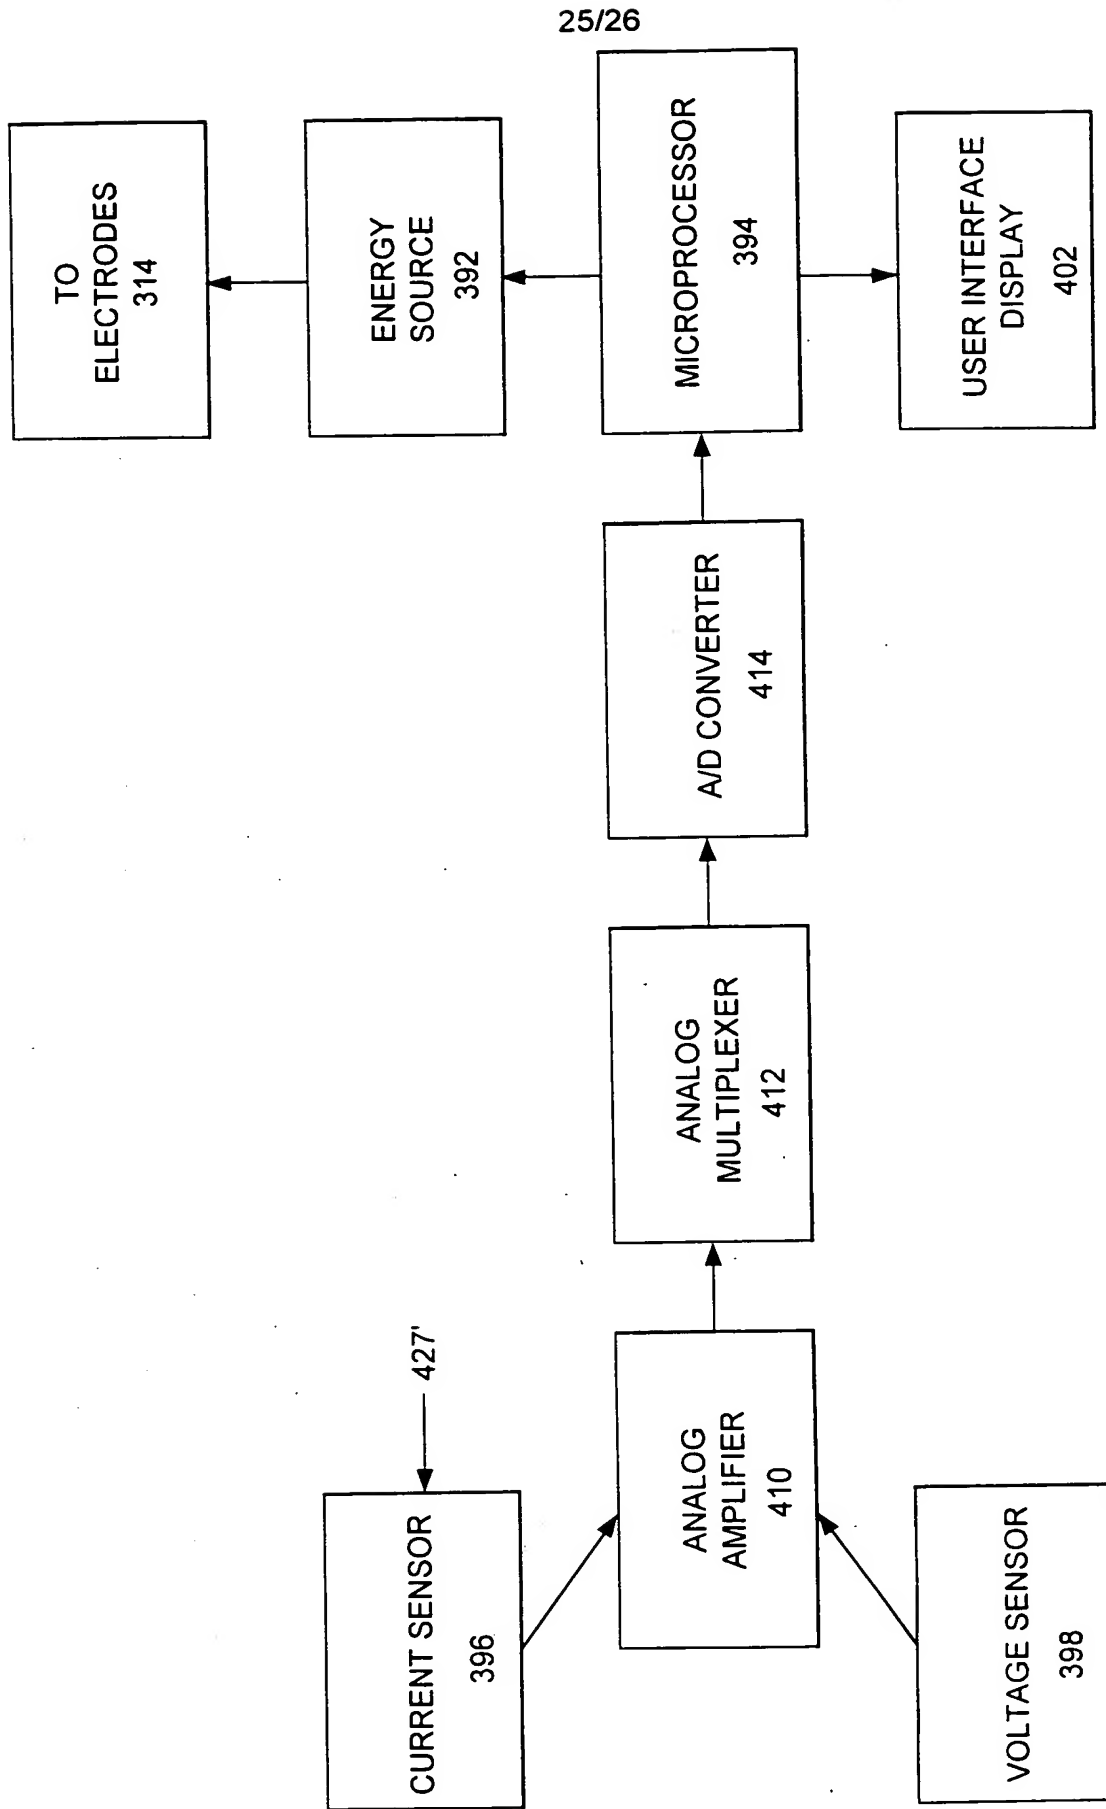 25/26
CURRENT SENSOR
396
427'
ANALOG
AMPLIFIER
410
VOLTAGE SENSOR
398
ANALOG
MULTIPLEXER
412
A/D CONVERTER
414
TO
ELECTRODES
314
ENERGY
SOURCE
392
MICROPROCESSOR
394
USER INTERFACE
DISPLAY
402